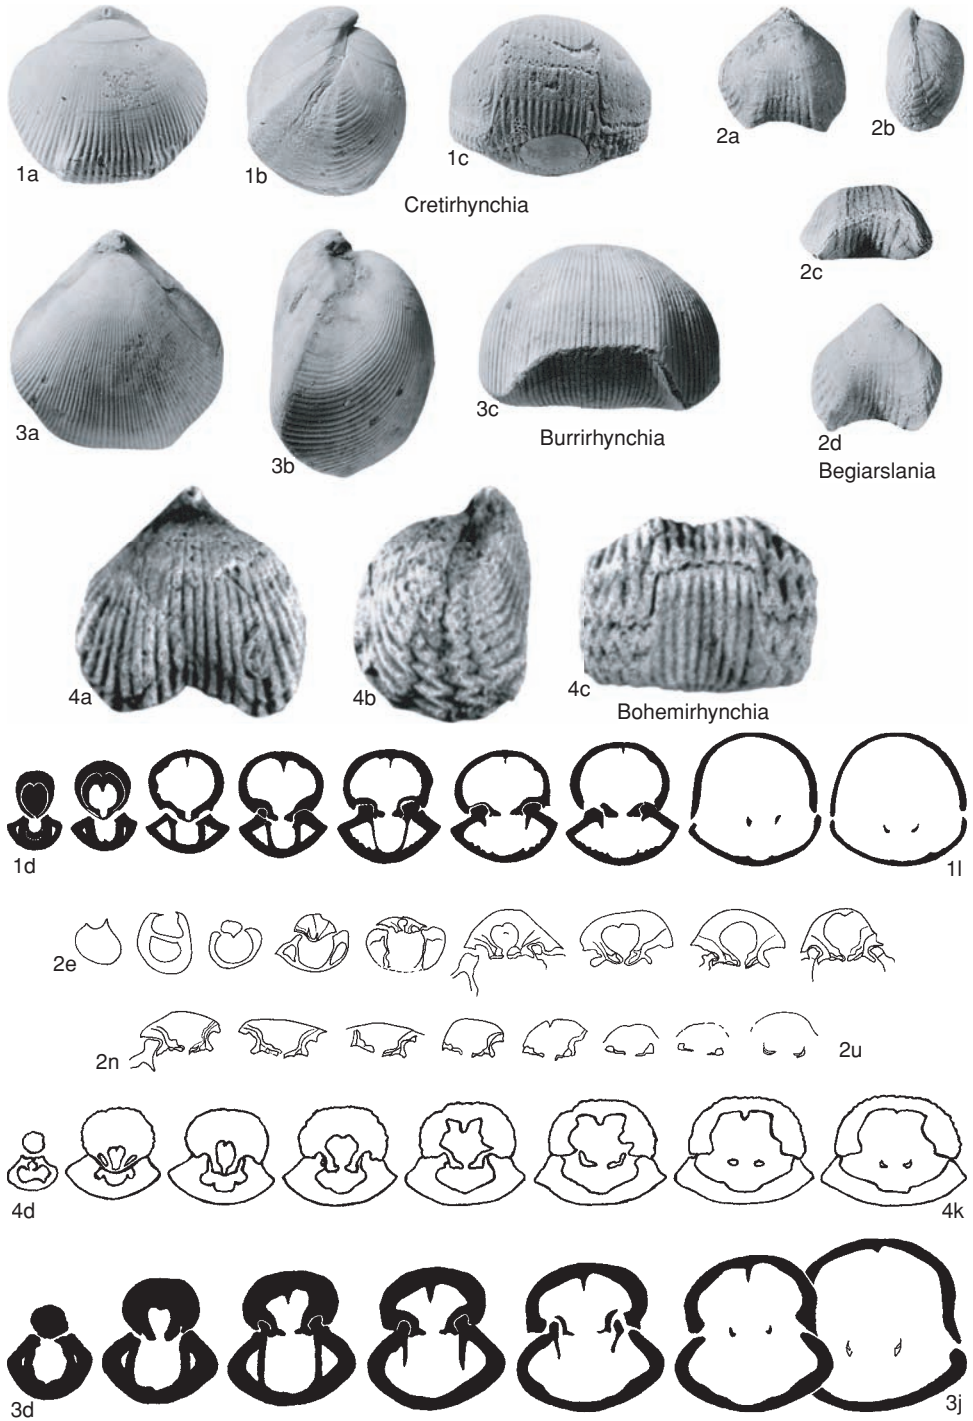 1a
1b
1c
Cretirhynchia
2a
2b
2c
3a
3b
3c
Burrirhynchia
2d
Begiarslania
4a
4b
4c
Bohemirhynchia
1d
1l
2e
2n
2u
4d
4k
3d
3j